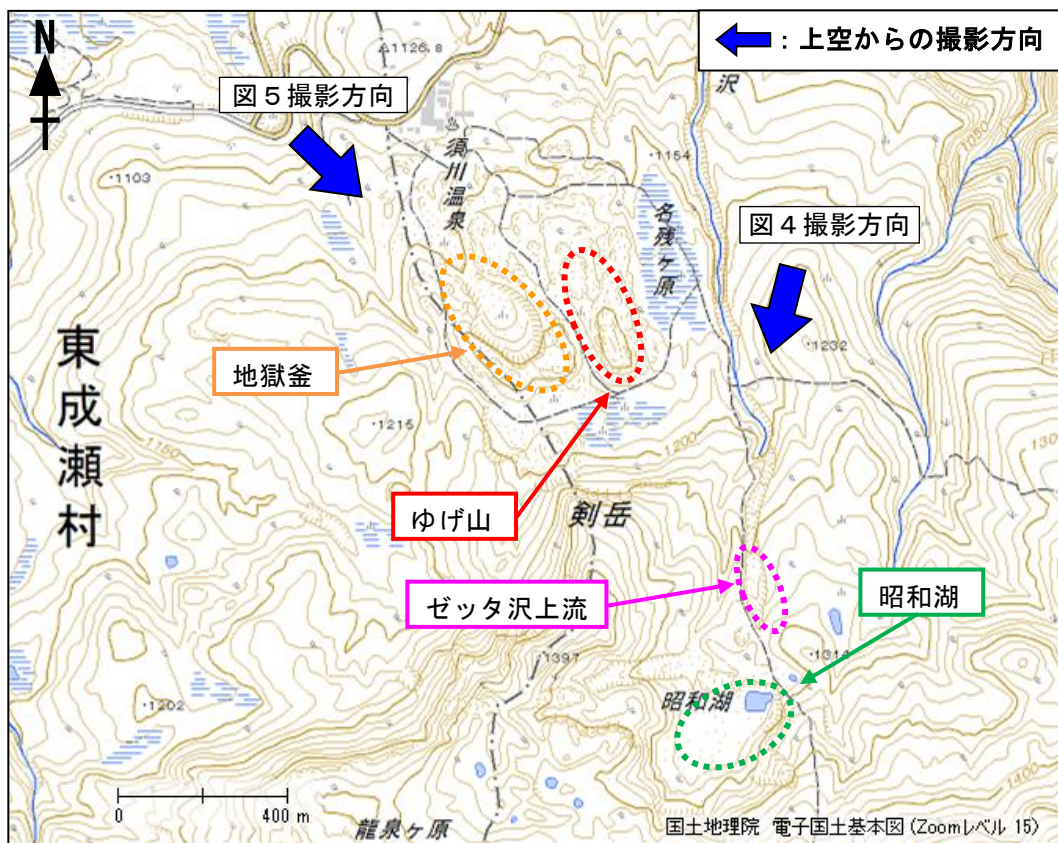 ：上空からの撮影方向
N
図５撮影方向
1126.8
沢
須川温泉
1154
1103
名残ヶ原
図４撮影方向
1050
1232
地獄釜
東成瀬村
1215
1150
1200
ゆげ山
剣岳
ゼッタ沢上流
昭和湖
1397
1314
昭和湖
1202
1400
0
400 m
龍泉ヶ原
国土地理院 電子国土基本図(Zoomレベル 15)